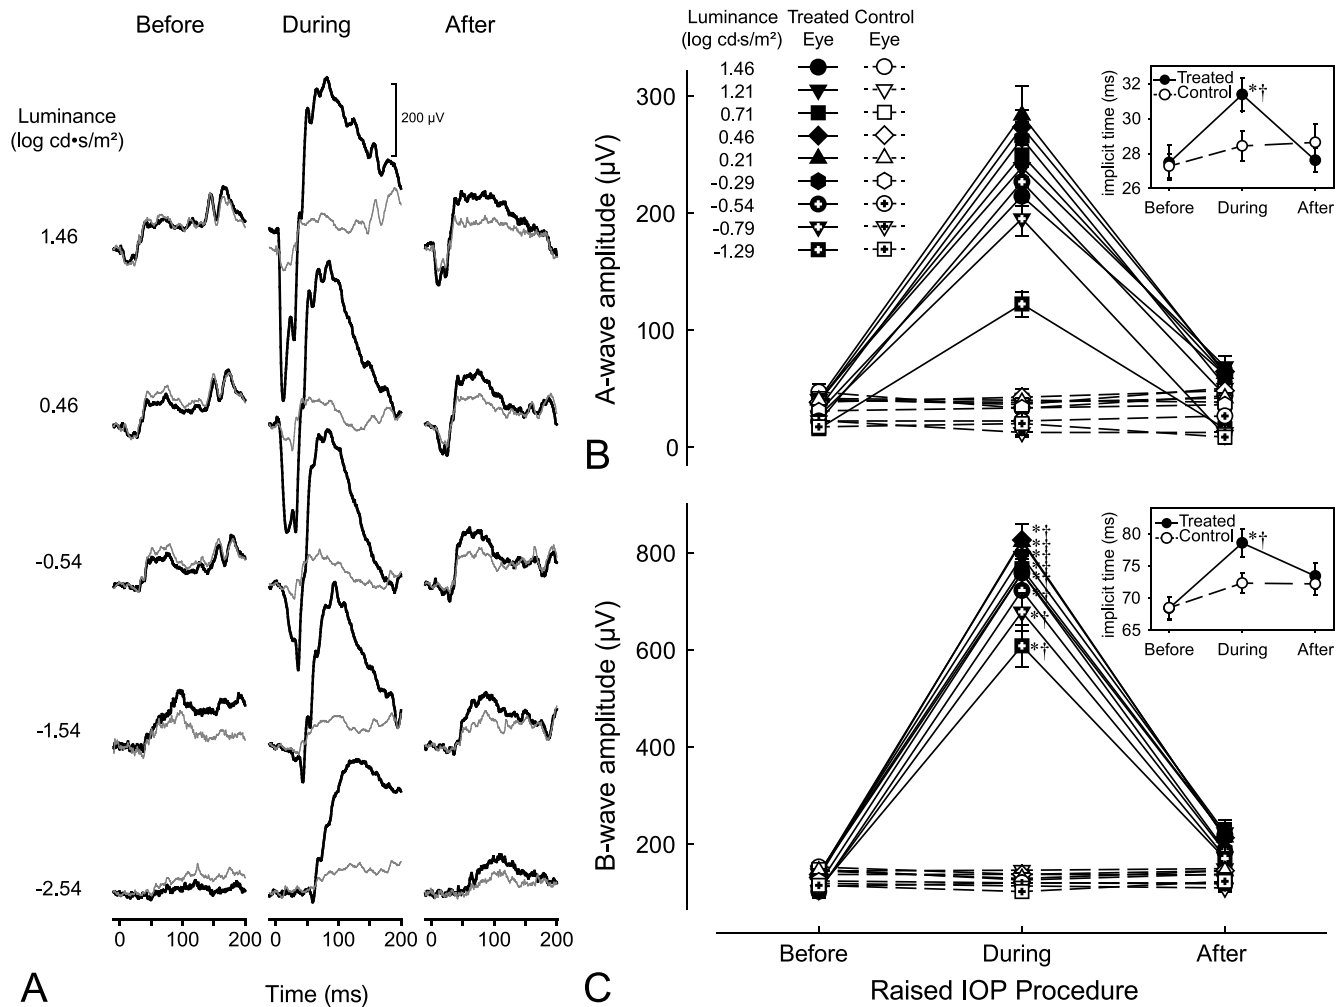 Before During After
Luminance
(log cd•s/m²)
200 µV
1.46
0.46
-0.54
-1.54
-2.54
0 100 200 0 100 200 0 100 200
Time (ms)
A
Luminance Treated Control
(log cd·s/m²) Eye Eye
1.46
1.21
0.71
0.46
0.21
-0.29
-0.54
-0.79
-1.29
A-wave amplitude (µV)
300
200
100
0
B
implicit time (ms)
32
30
28
26
Treated
Control
*†
Before During After
B-wave amplitude (µV)
800
600
400
200
*‡
*‡
*‡
*‡
*‡
*†
*†
*†
implicit time (ms)
80
75
70
65
Treated
Control
*†
Before During After
Before During After
Raised IOP Procedure
C